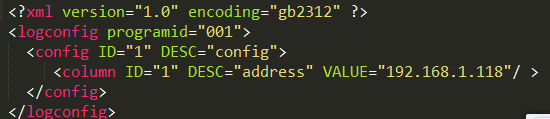 <?xml version="1.0" encoding="gb2312" ?>
<logconfig programid="001">
<config ID="1" DESC="config">
<column ID="1" DESC="address" VALUE="192.168.1.118"/ >
</config>
</logconfig>